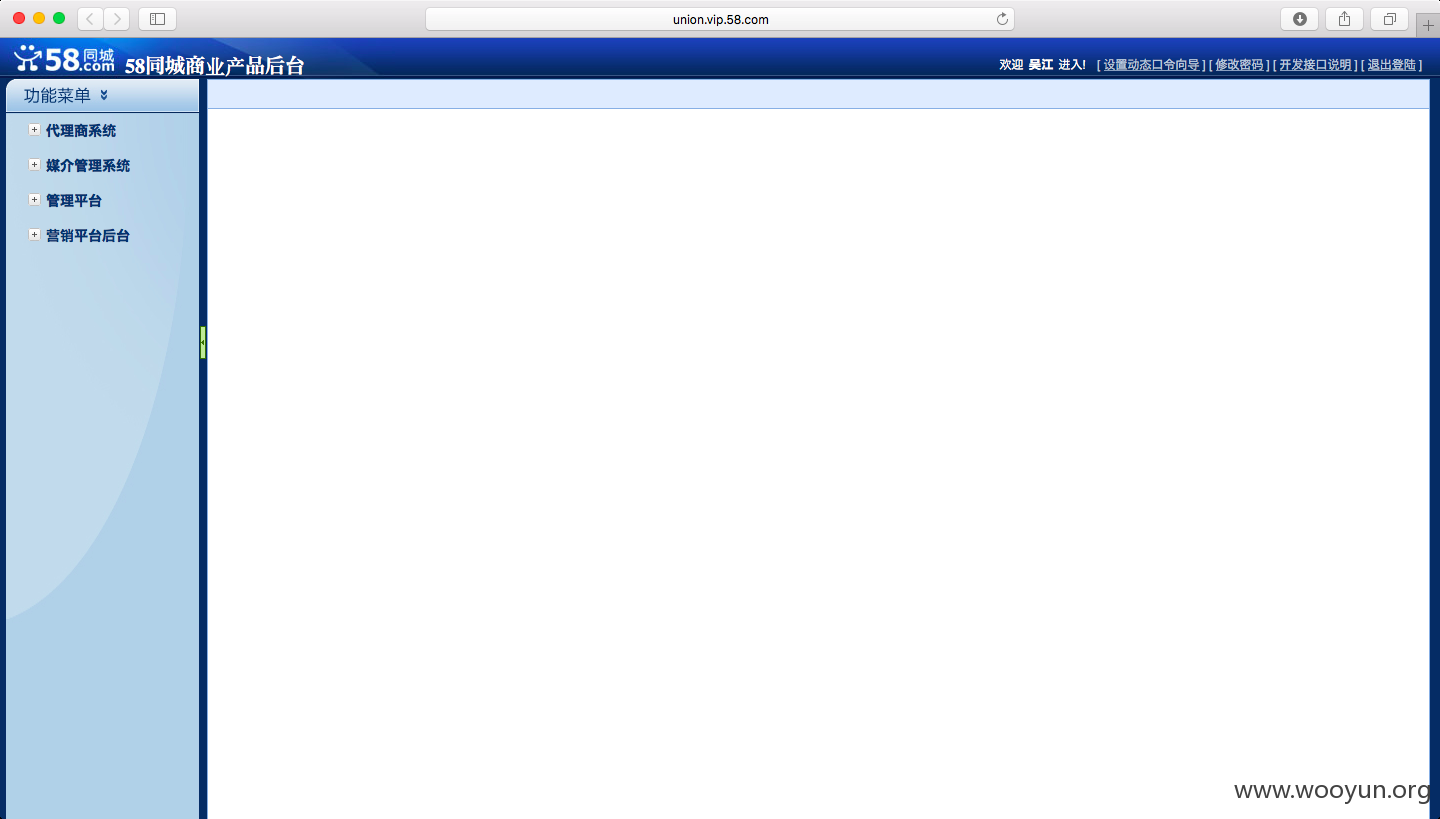 union.vip.58.com
58同城.com 58同城商业产品后台
欢迎 吴江 进入! [ 设置动态口令向导 ] [ 修改密码 ] [ 开发接口说明 ] [ 退出登陆 ]
功能菜单
代理商系统
媒介管理系统
管理平台
营销平台后台
www.wooyun.org